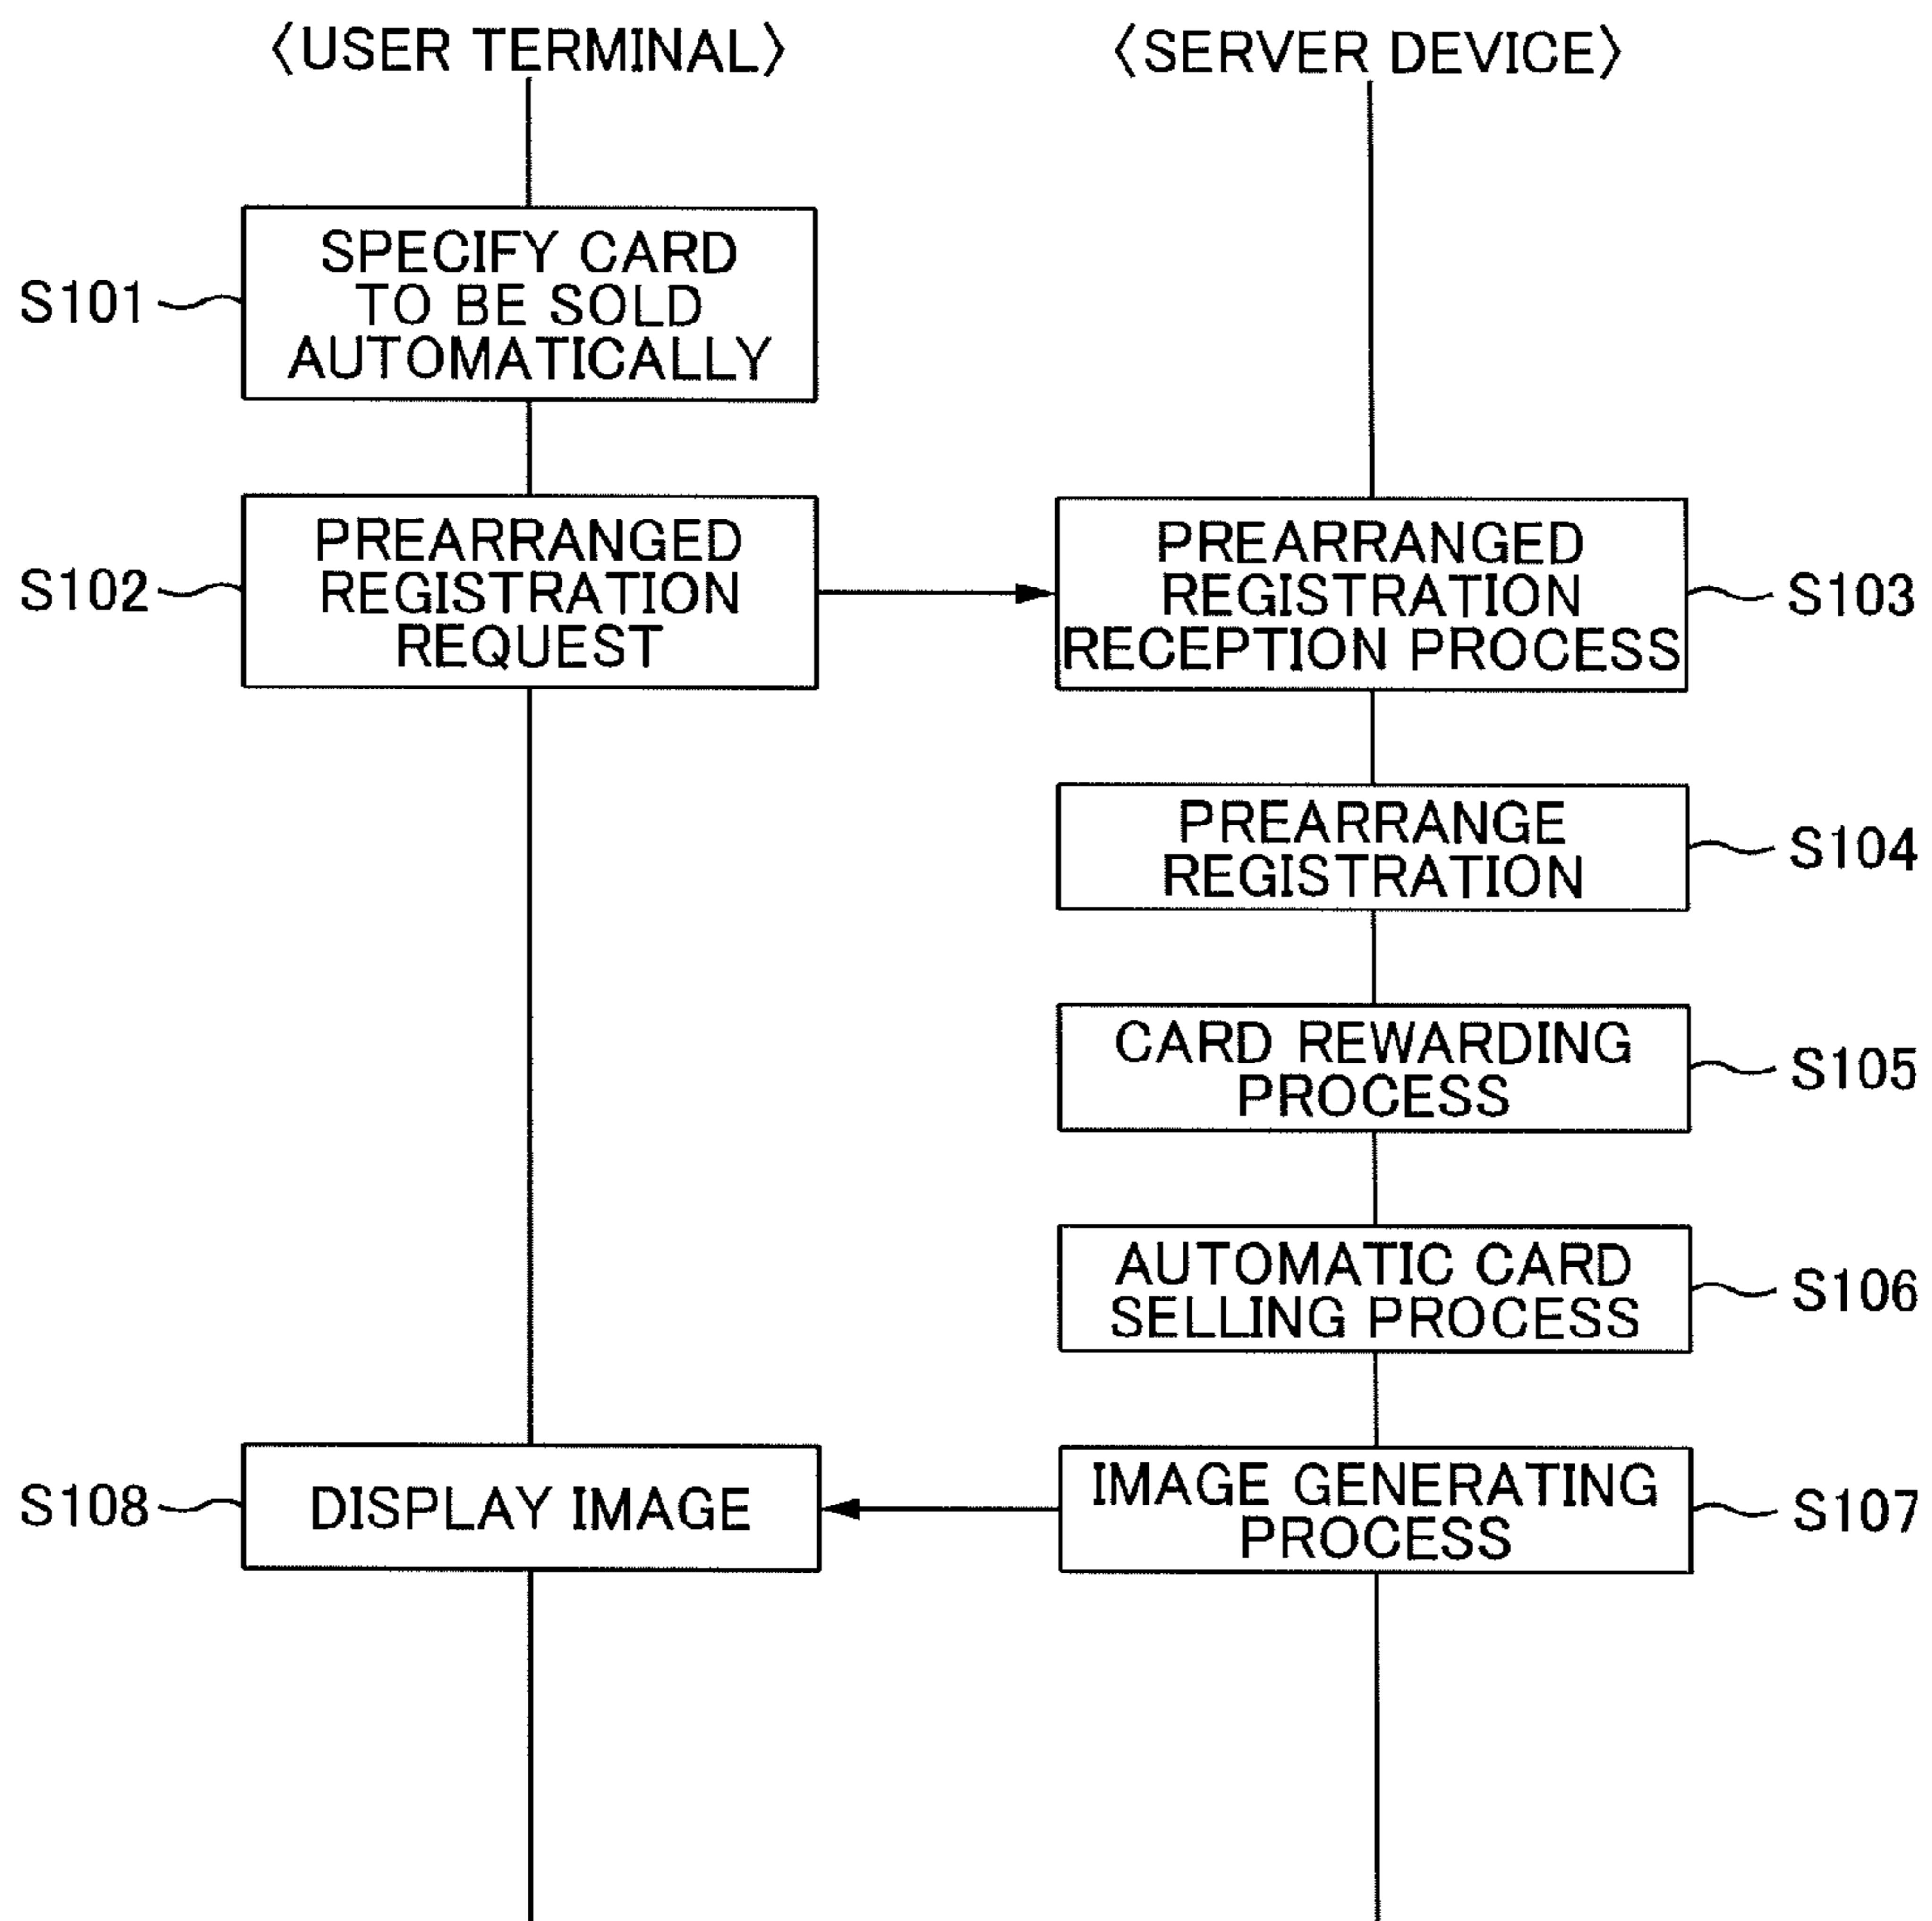 〈USER TERMINAL〉
〈SERVER DEVICE〉
S101
SPECIFY CARD
TO BE SOLD
AUTOMATICALLY
S102
PREARRANGED
REGISTRATION
REQUEST
PREARRANGED
REGISTRATION
RECEPTION PROCESS
S103
PREARRANGE
REGISTRATION
S104
CARD REWARDING
PROCESS
S105
AUTOMATIC CARD
SELLING PROCESS
S106
S108
DISPLAY IMAGE
IMAGE GENERATING
PROCESS
S107